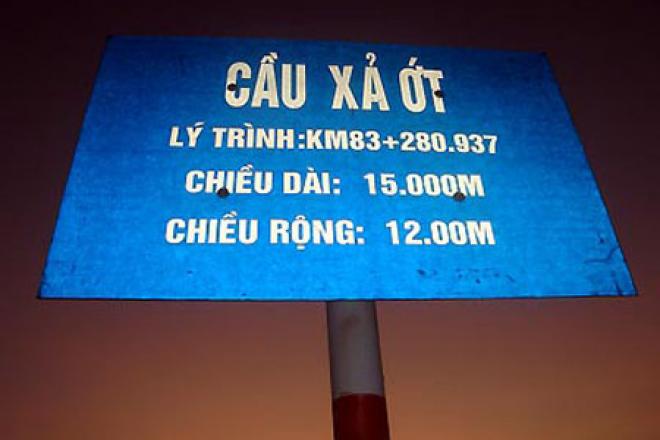 CẦU XẢ ỚT
LÝ TRÌNH:KM83+280.937
CHIỀU DÀI: 15.000M
CHIỀU RỘNG: 12.00M